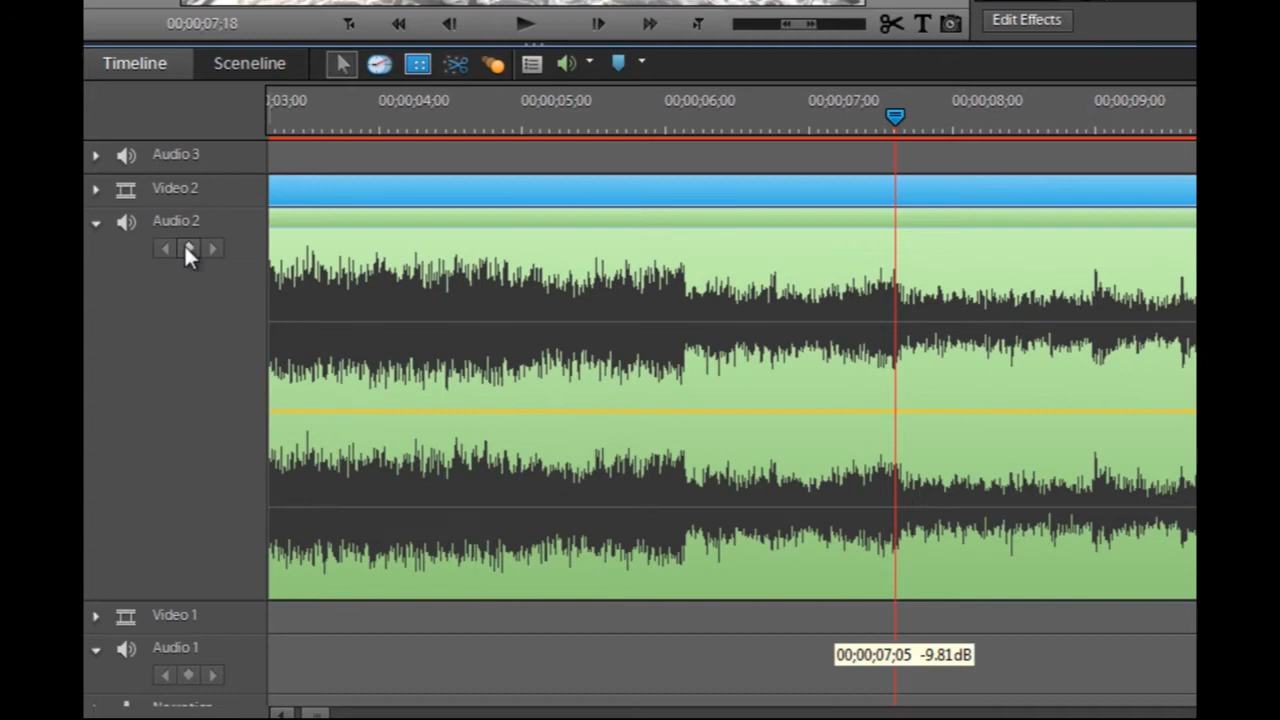 00;00;07;18
T
Edit Effects
Timeline
Sceneline
;03;00
00;00;04;00
00;00;05;00
00;00;06;00
00;00;07;00
00;00;08;00
00;00;09;00
Audio 3
Video 2
Audio 2
Video 1
Audio 1
00;00;07;05 -9.81dB